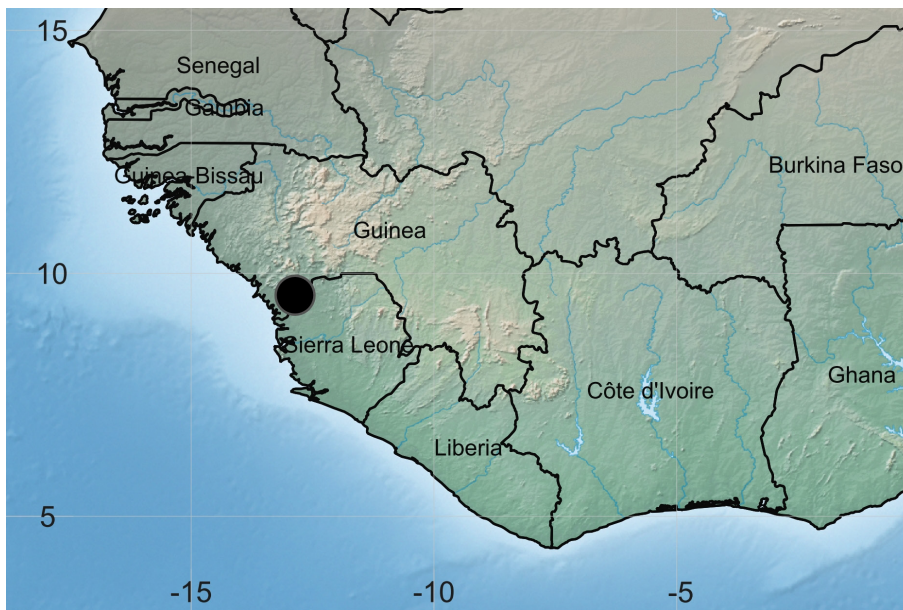 15
Senegal
Gambia
Burkina Faso
Guinea-Bissau
Guinea
10
Sierra Leone
Ghana
Côte d'Ivoire
Liberia
5
-15
-10
-5